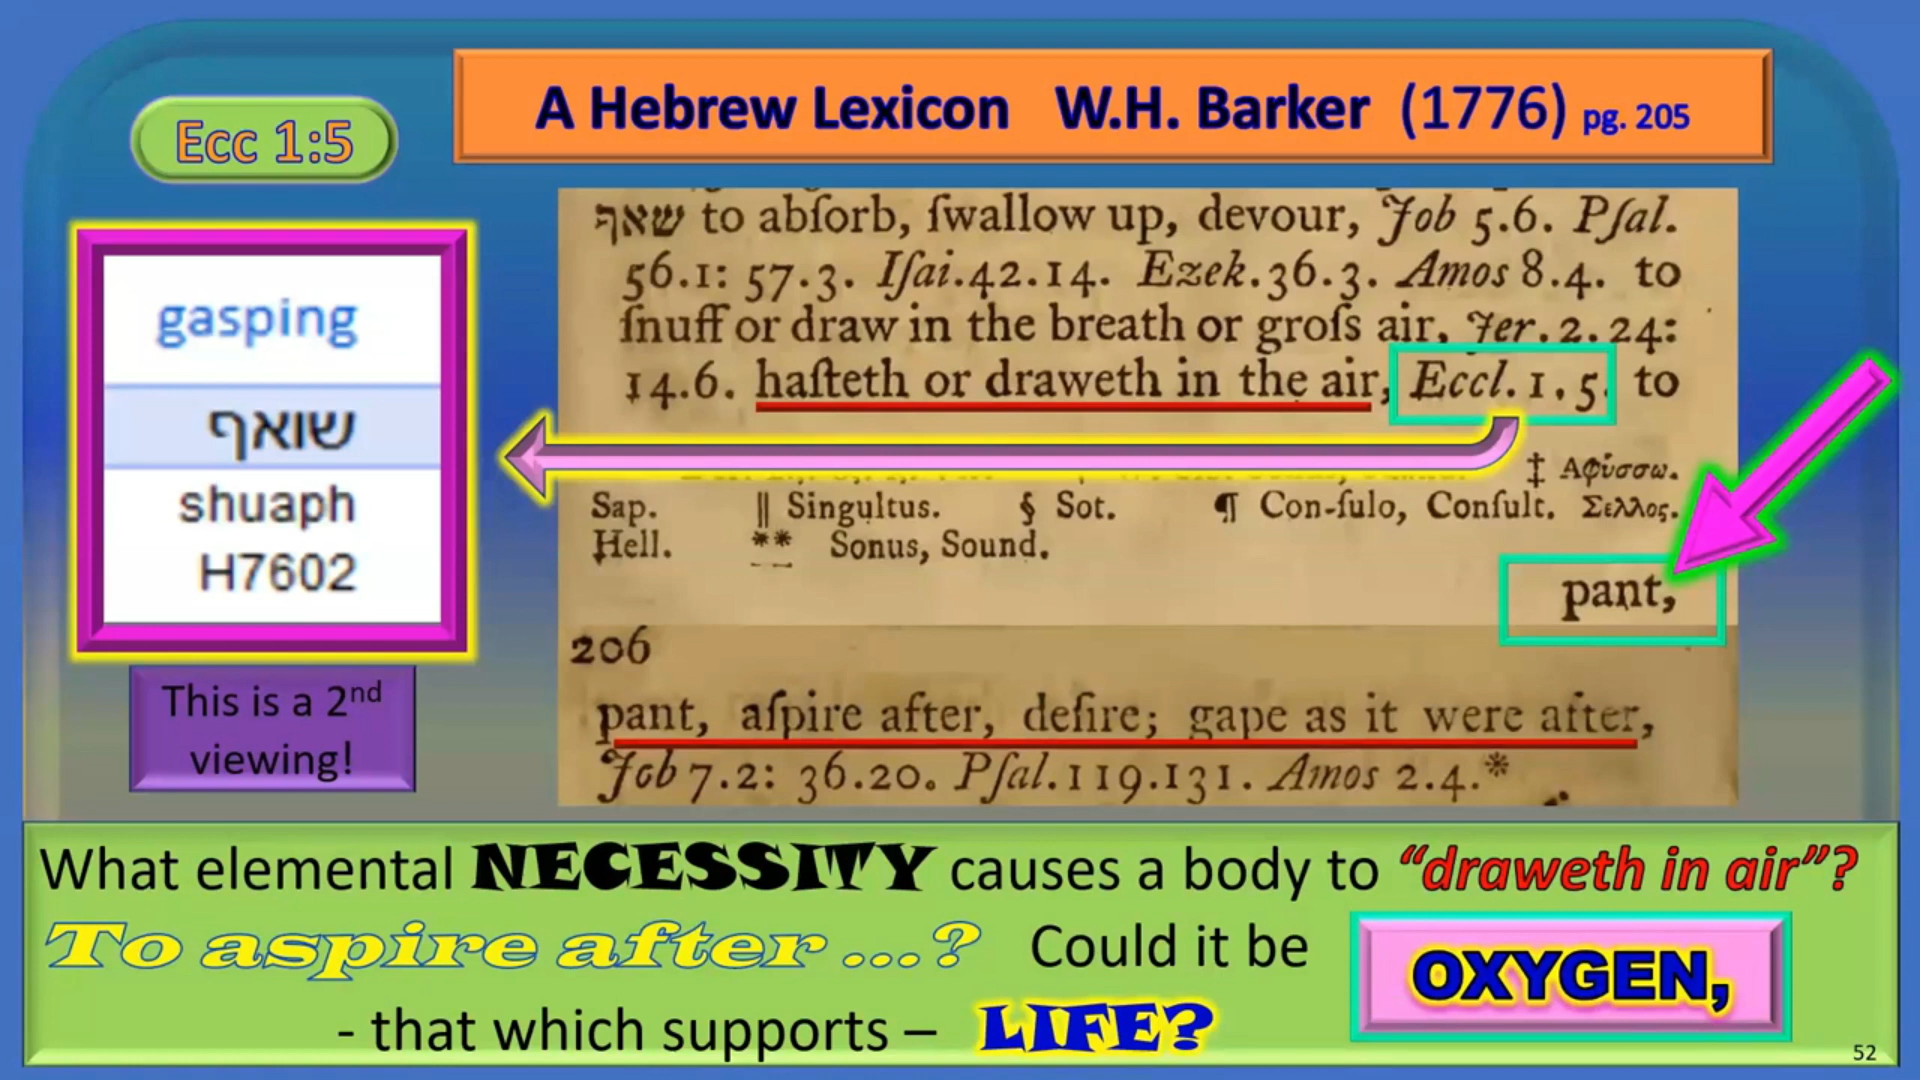 A Hebrew Lexicon W.H. Barker (1776) pg. 205
Ecc 1:5
gasping
שואף
shuaph
H7602
This is a 2nd
viewing!
שאף to abſorb, ſwallow up, devour, Job 5.6. Pſal.
56.1: 57.3. Iſai.42.14. Ezek.36.3. Amos 8.4. to
ſnuff or draw in the breath or groſs air, Jer.2.24:
14.6. haſteth or draweth in the air, Eccl.1.5. to
‡ Αφύσσω.
Sap. ‖ Singultus. § Sot. ¶ Con-ſulo, Conſult. Σελλος.
Hell. ** Sonus, Sound.
pant,
206
pant, aſpire after, deſire; gape as it were after,
Job 7.2: 36.20. Pſal.119.131. Amos 2.4.*
What elemental NECESSITY causes a body to “draweth in air”?
To aspire after ...? Could it be OXYGEN,
- that which supports – LIFE?
52